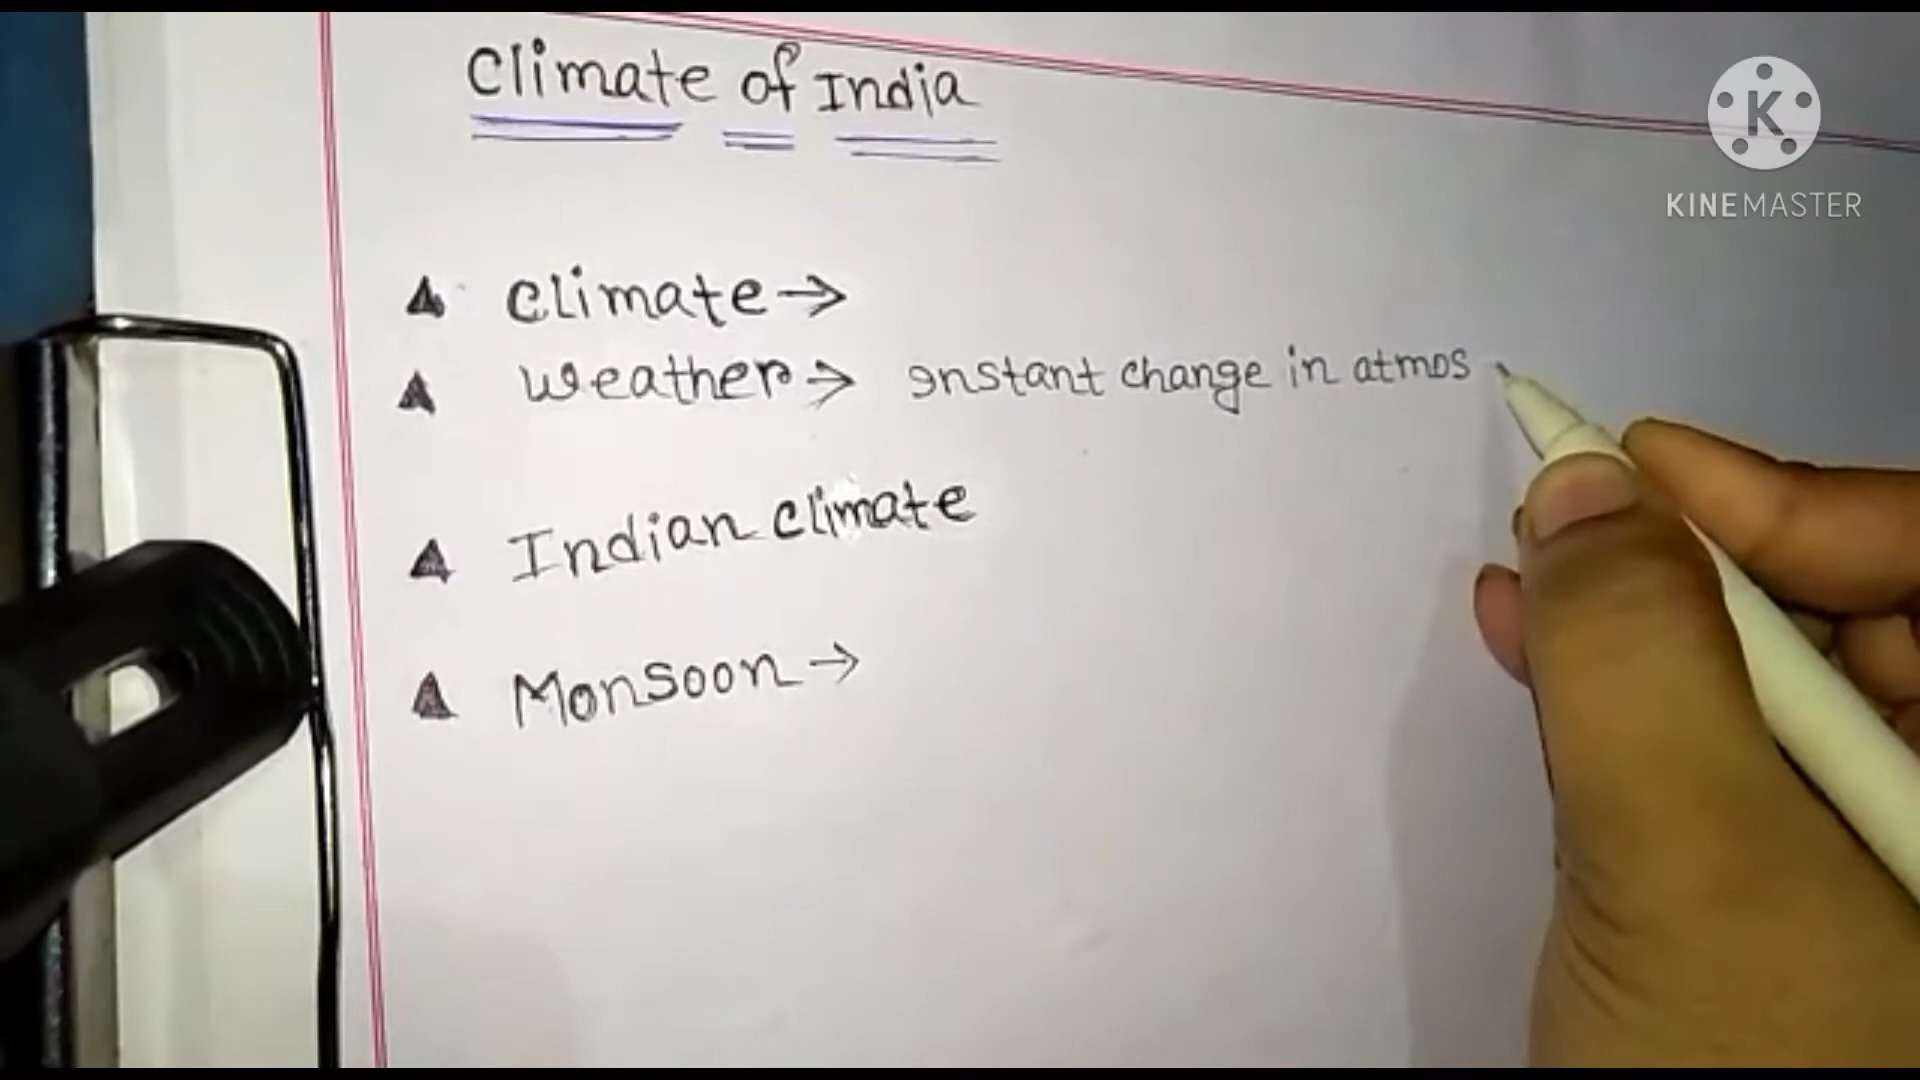 Climate of India
K
KINEMASTER
Climate →
Weather → Instant change in atmos
Indian climate
Monsoon →